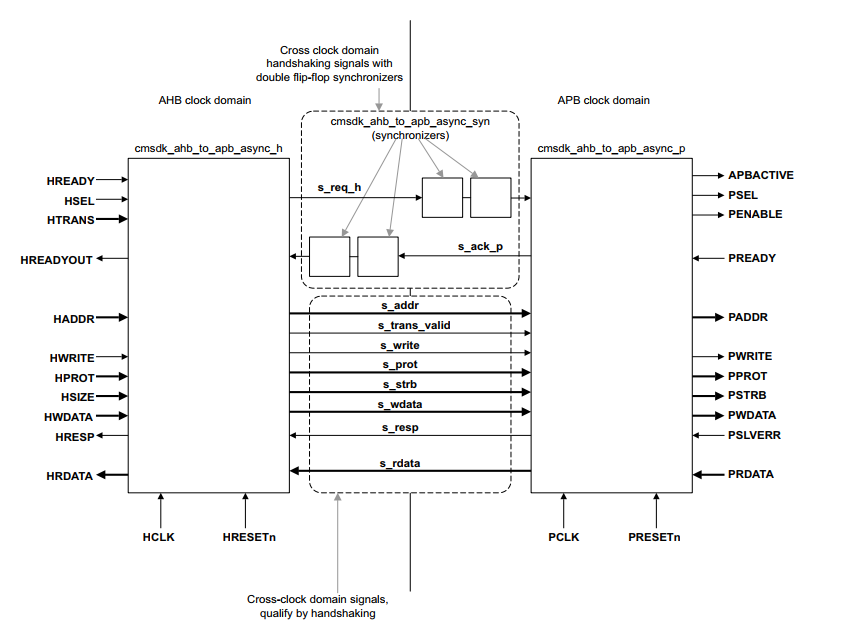 Cross clock domain
handshaking signals with
double flip-flop synchronizers
AHB clock domain
APB clock domain
cmsdk_ahb_to_apb_async_syn
(synchronizers)
cmsdk_ahb_to_apb_async_h
cmsdk_ahb_to_apb_async_p
HREADY
HSEL
HTRANS
HREADYOUT
HADDR
HWRITE
HPROT
HSIZE
HWDATA
HRESP
HRDATA
s_req_h
s_ack_p
s_addr
s_trans_valid
s_write
s_prot
s_strb
s_wdata
s_resp
s_rdata
APBACTIVE
PSEL
PENABLE
PREADY
PADDR
PWRITE
PPROT
PSTRB
PWDATA
PSLVERR
PRDATA
HCLK
HRESETn
PCLK
PRESETn
Cross-clock domain signals,
qualify by handshaking